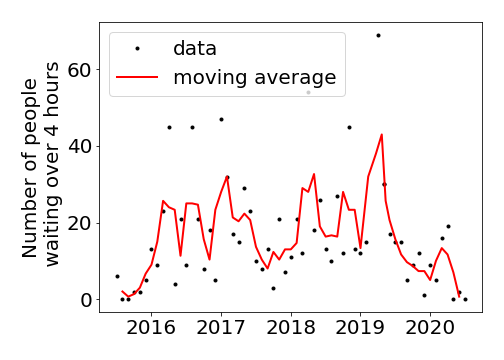 data
moving average
Number of people
waiting over 4 hours
60
40
20
0
2016 2017 2018 2019 2020